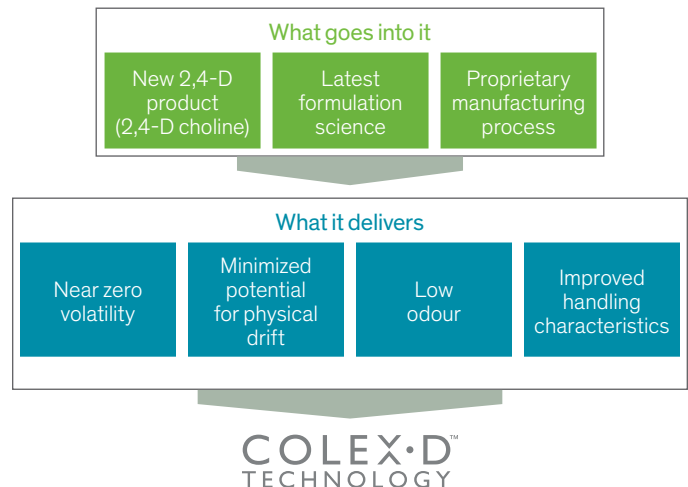 What goes into it
New 2,4-D
product
(2,4-D choline)
Latest
formulation
science
Proprietary
manufacturing
process
What it delivers
Near zero
volatility
Minimized
potential
for physical
drift
Low
odour
Improved
handling
characteristics
COLEX•D™
TECHNOLOGY